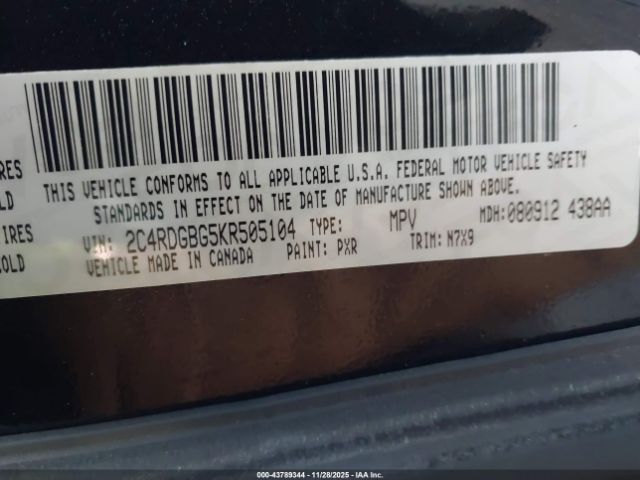 THIS VEHICLE CONFORMS TO ALL APPLICABLE U.S.A. FEDERAL MOTOR VEHICLE SAFETY
STANDARDS IN EFFECT ON THE DATE OF MANUFACTURE SHOWN ABOVE.
VIN: 2C4RDGBG5KR505104 TYPE: MPV MDH:080912 438AA
VEHICLE MADE IN CANADA PAINT: PXR TRIM: N7X9
IRES
OLD
IRES
COLD
000-43789344 - 11/28/2025 - IAA Inc.